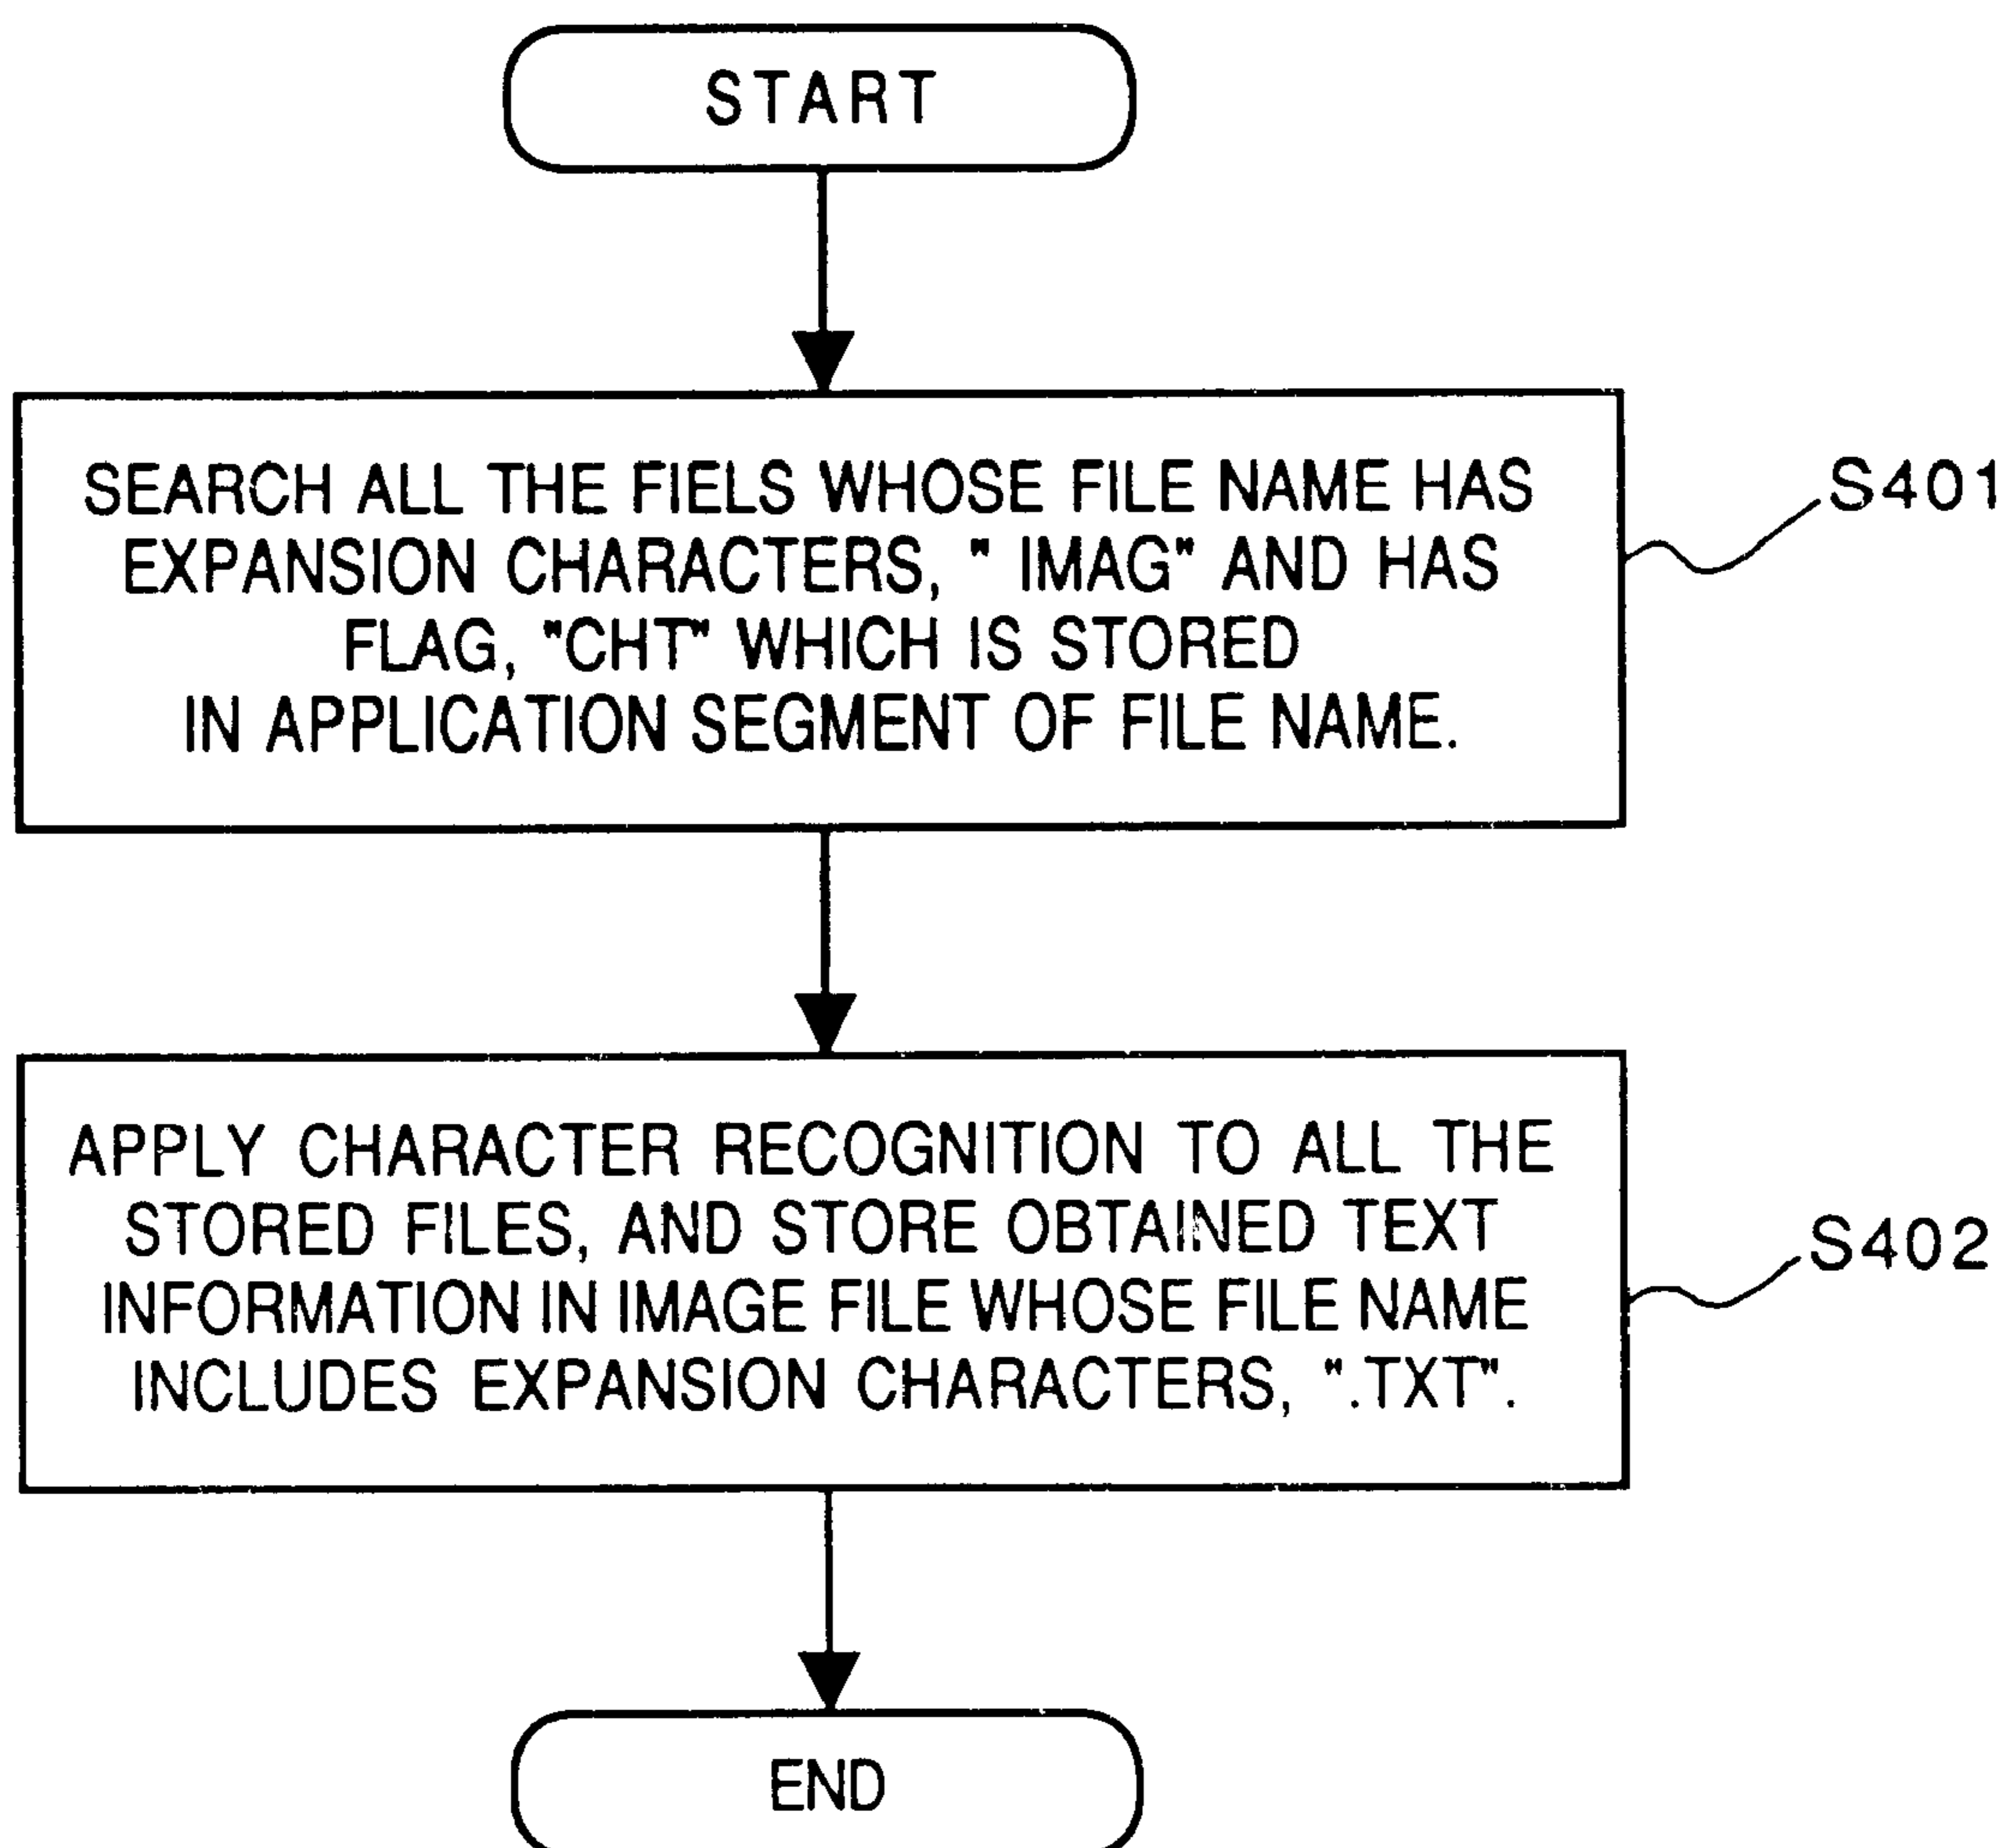 START
SEARCH ALL THE FIELS WHOSE FILE NAME HAS
EXPANSION CHARACTERS, " IMAG" AND HAS
FLAG, "CHT" WHICH IS STORED
IN APPLICATION SEGMENT OF FILE NAME.
S401
APPLY CHARACTER RECOGNITION TO ALL THE
STORED FILES, AND STORE OBTAINED TEXT
INFORMATION IN IMAGE FILE WHOSE FILE NAME
INCLUDES EXPANSION CHARACTERS, ".TXT".
S402
END